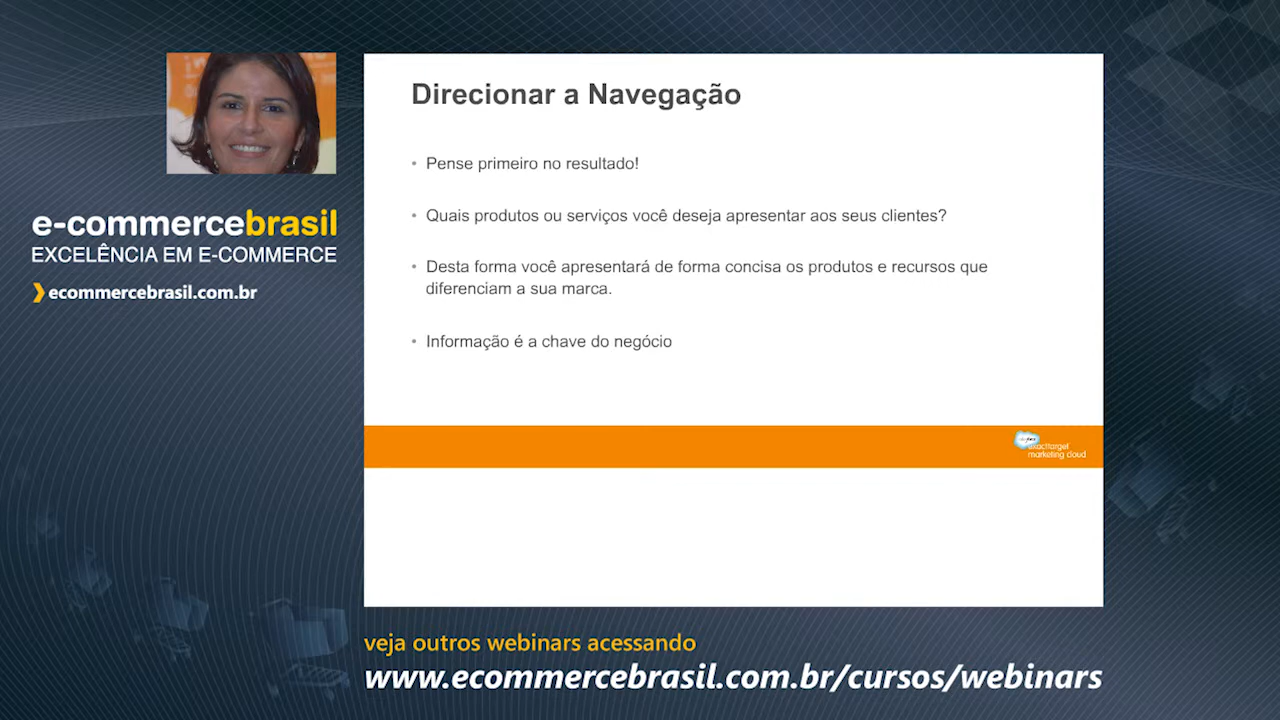 e-commercebrasil
EXCELÊNCIA EM E-COMMERCE
ecommercebrasil.com.br
Direcionar a Navegação
• Pense primeiro no resultado!
• Quais produtos ou serviços você deseja apresentar aos seus clientes?
• Desta forma você apresentará de forma concisa os produtos e recursos que
diferenciam a sua marca.
• Informação é a chave do negócio
exacttarget
marketing cloud
veja outros webinars acessando
www.ecommercebrasil.com.br/cursos/webinars